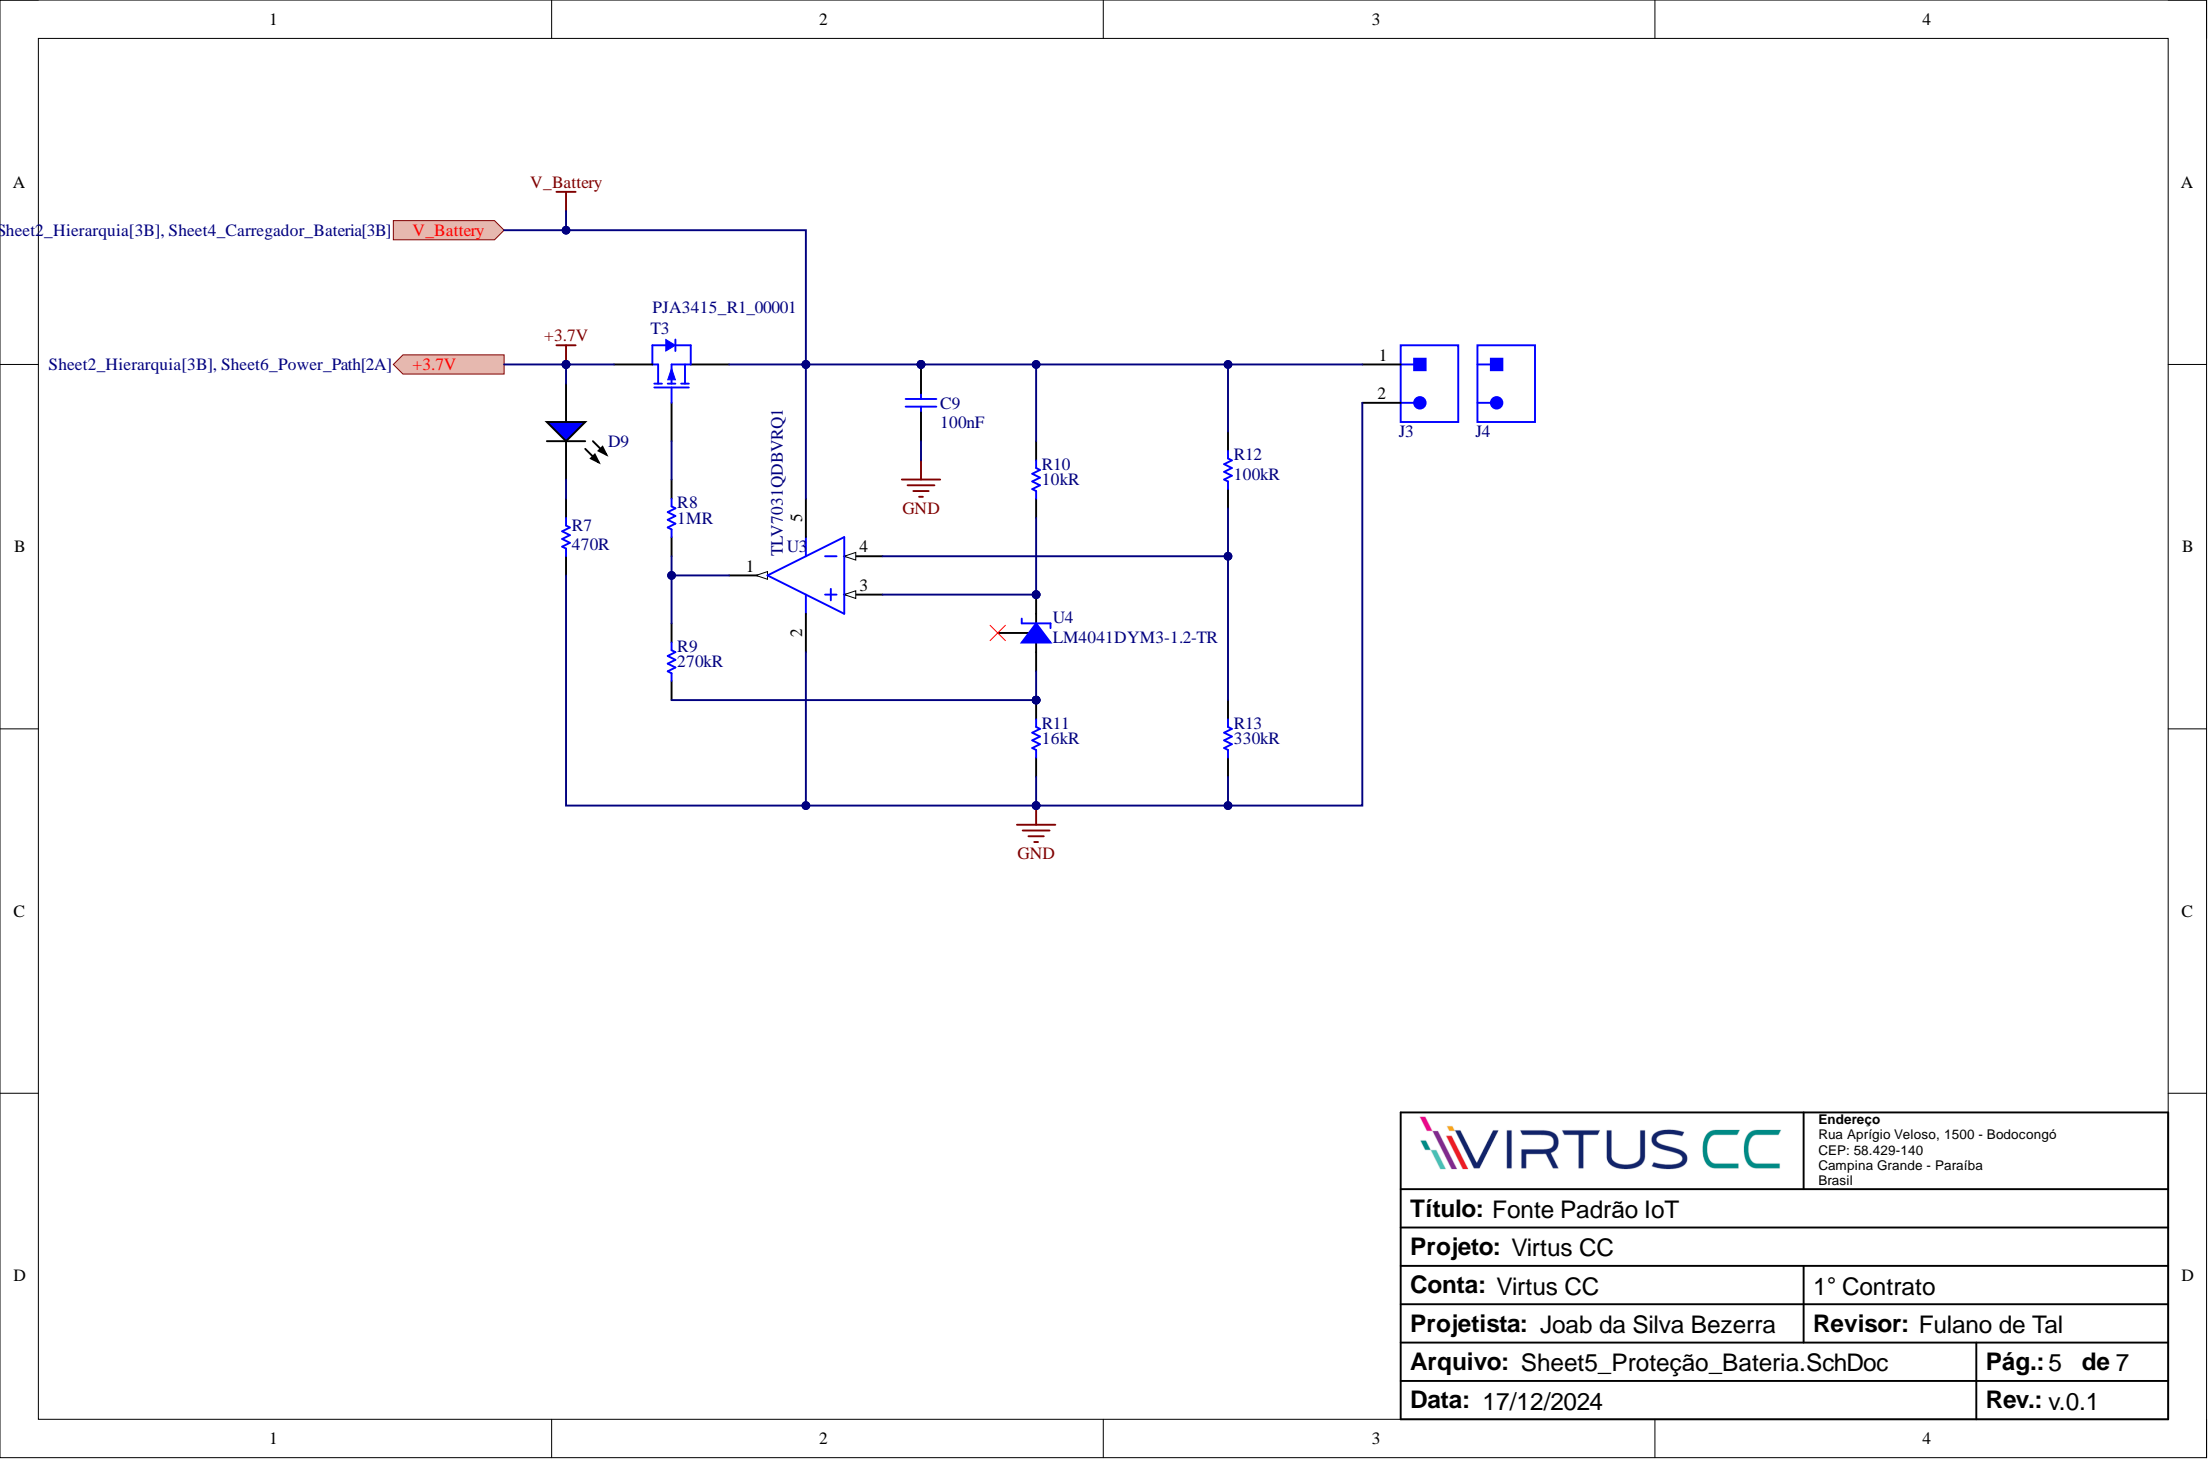 1 2 3 4
A A
V_Battery
Sheet2_Hierarquia[3B], Sheet4_Carregador_Bateria[3B] V_Battery
PJA3415_R1_00001
T3
+3.7V
Sheet2_Hierarquia[3B], Sheet6_Power_Path[2A] +3.7V
1
2
J3 J4
C9
100nF
GND
D9
TLV7031QDBVRQ1
R10
10kR
R12
100kR
R8
1MR
R7
470R
5
U3
4
1
3
2
B B
U4
LM4041DYM3-1.2-TR
R9
270kR
R11
16kR
R13
330kR
GND
C C
VIRTUS CC
Endereço
Rua Aprígio Veloso, 1500 - Bodocongó
CEP: 58.429-140
Campina Grande - Paraíba
Brasil
Título: Fonte Padrão IoT
Projeto: Virtus CC
D D
Conta: Virtus CC 1° Contrato
Projetista: Joab da Silva Bezerra Revisor: Fulano de Tal
Arquivo: Sheet5_Proteção_Bateria.SchDoc Pág.: 5 de 7
Data: 17/12/2024 Rev.: v.0.1
1 2 3 4